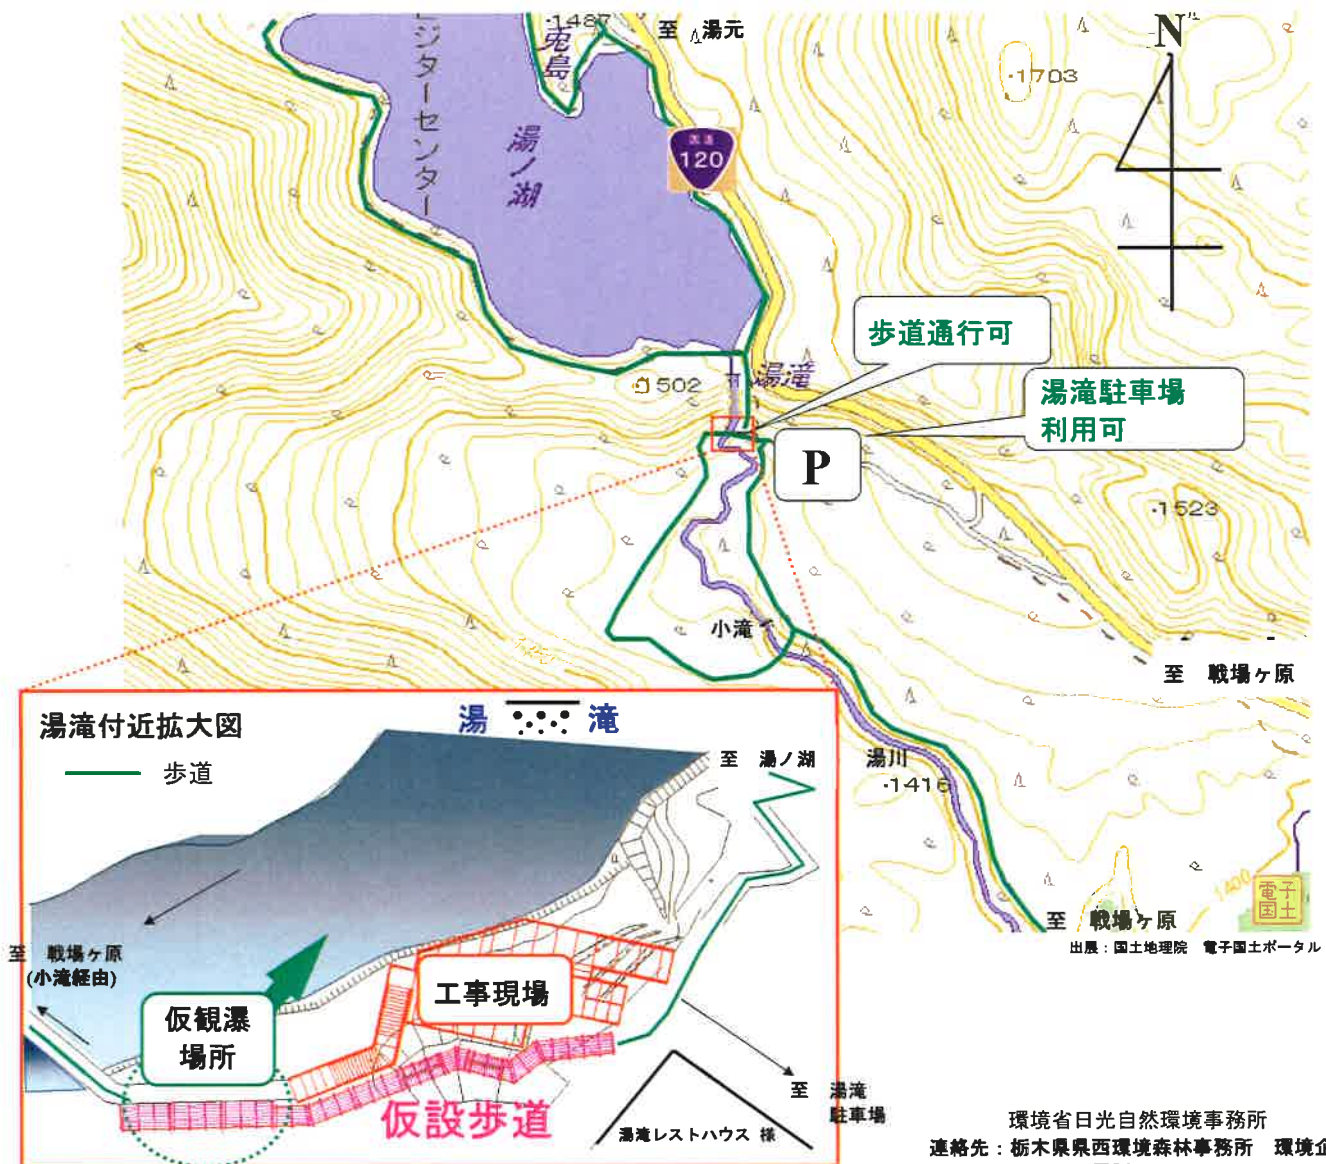 ビジターセンター
1487
兎島
至 湯元
N
・1703
湯ノ湖
国道
120
歩道通行可
1502
湯滝
湯滝駐車場
利用可
P
・1523
小滝
至 戦場ヶ原
湯川
・1416
1400
至 戦場ヶ原
電子
国土
出展：国土地理院 電子国土ポータル
湯滝付近拡大図
湯 滝
歩道
至 湯ノ湖
至 戦場ヶ原
(小滝経由)
工事現場
仮観瀑
場所
仮設歩道
至 湯滝
駐車場
湯滝レストハウス 様
環境省日光自然環境事務所
連絡先：栃木県県西環境森林事務所 環境企